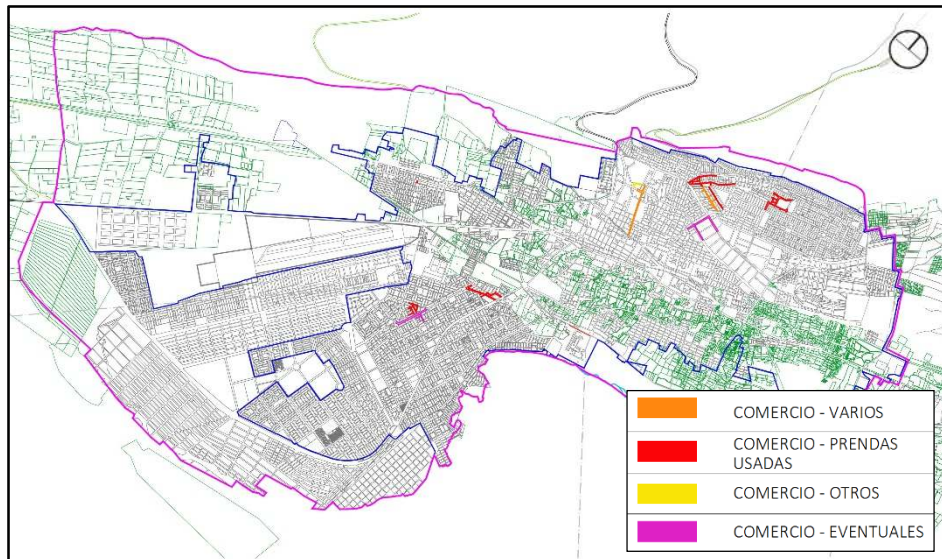 COMERCIO - VARIOS
COMERCIO - PRENDAS
USADAS
COMERCIO - OTROS
COMERCIO - EVENTUALES